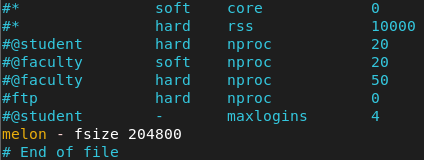 #*               soft    core            0
#*               hard    rss             10000
#@student        hard    nproc           20
#@faculty        soft    nproc           20
#@faculty        hard    nproc           50
#ftp             hard    nproc           0
#@student        -       maxlogins       4
melon - fsize 204800
# End of file